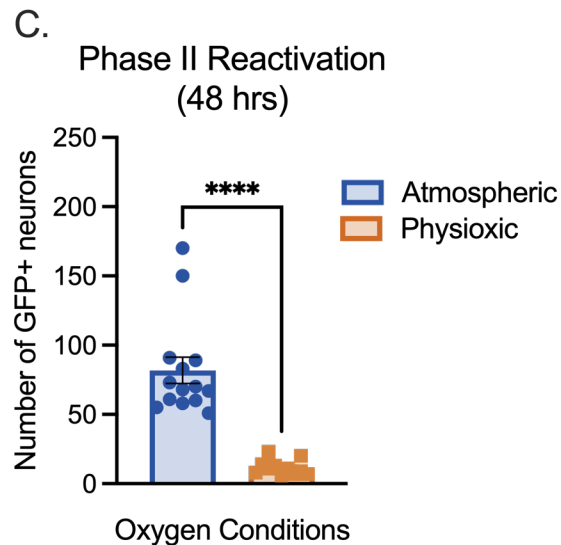 C.
Phase II Reactivation
(48 hrs)
Number of GFP+ neurons
250
200
150
100
50
0
****
Atmospheric
Physioxic
Oxygen Conditions